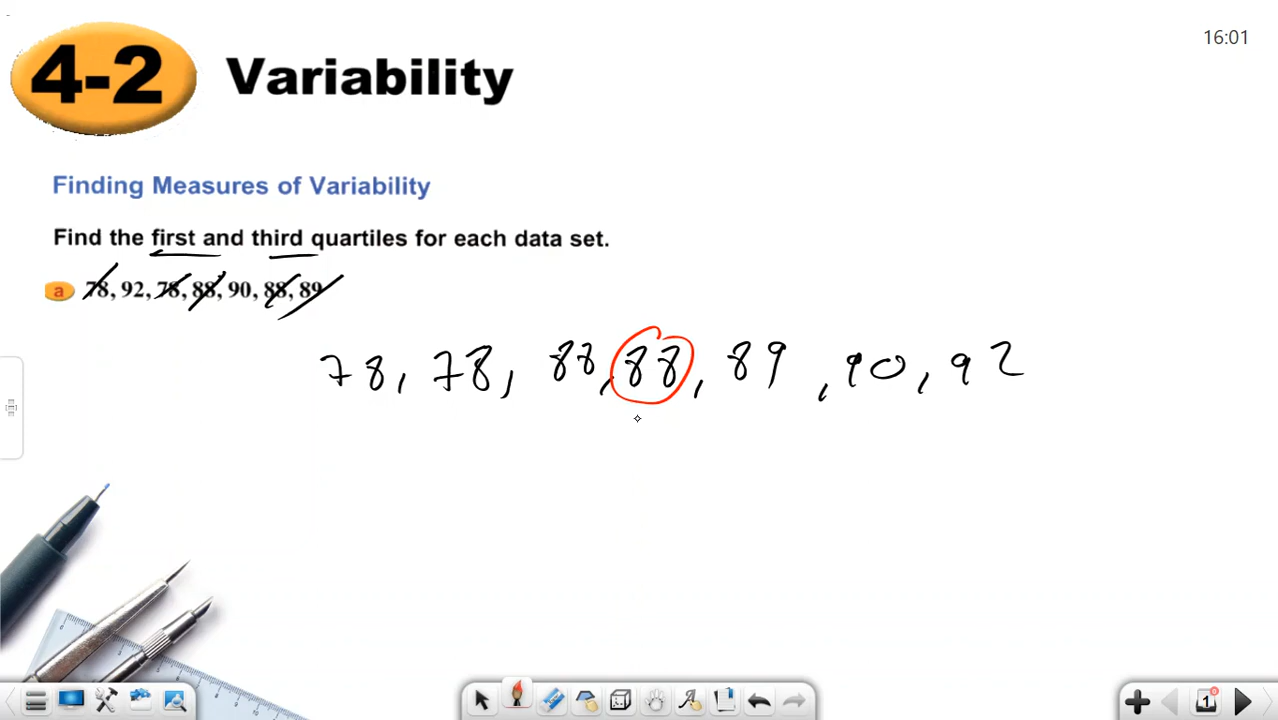 16:01
4-2 Variability
Finding Measures of Variability
Find the first and third quartiles for each data set.
a 78, 92, 78, 88, 90, 88, 89
78, 78, 88, 88, 89, 90, 92
1